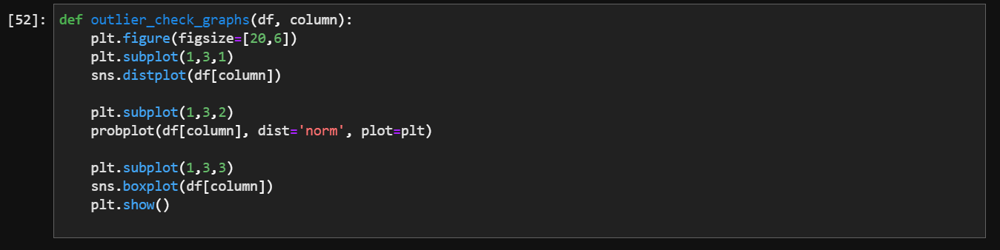 [52]: def outlier_check_graphs(df, column):
    plt.figure(figsize=[20,6])
    plt.subplot(1,3,1)
    sns.distplot(df[column])

    plt.subplot(1,3,2)
    probplot(df[column], dist='norm', plot=plt)

    plt.subplot(1,3,3)
    sns.boxplot(df[column])
    plt.show()